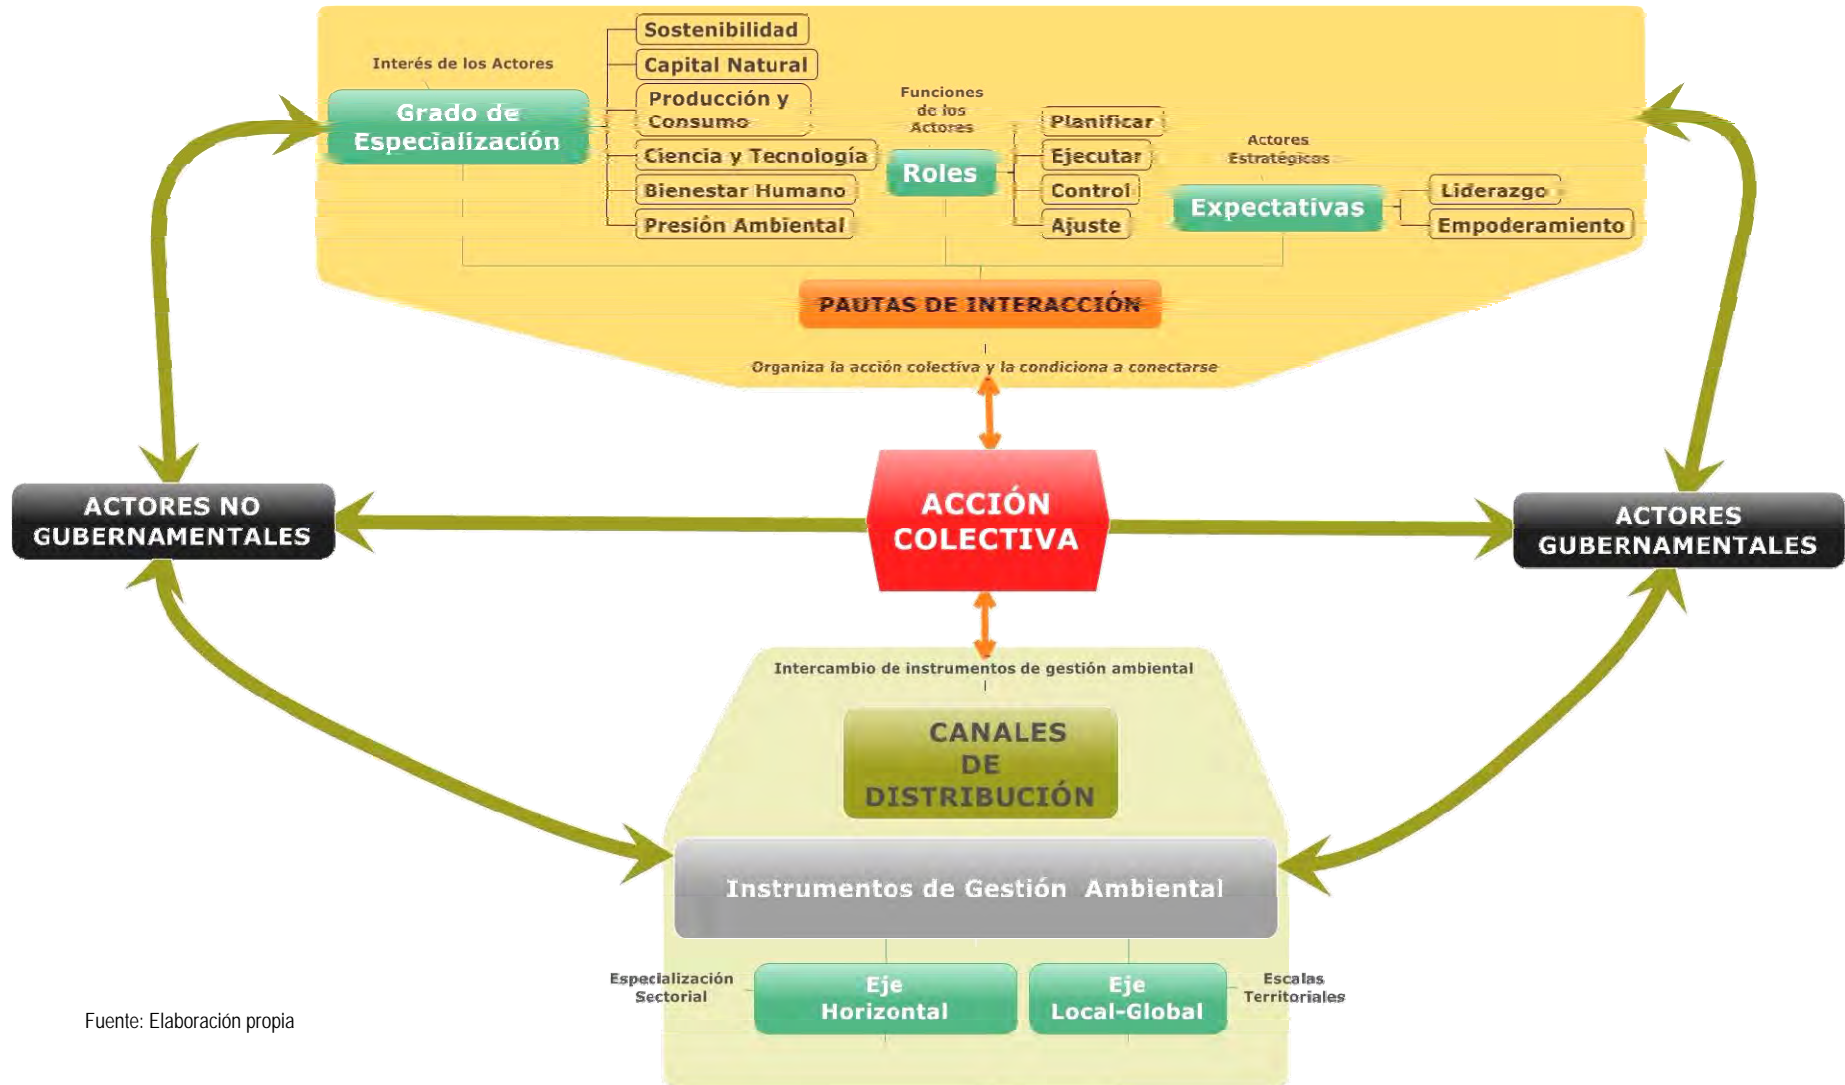 Interés de los Actores
Grado de
Especialización
Sostenibilidad
Capital Natural
Producción y
Consumo
Ciencia y Tecnología
Bienestar Humano
Presión Ambiental
Funciones
de los
Actores
Roles
Planificar
Ejecutar
Control
Ajuste
Actores
Estratégicos
Expectativas
Liderazgo
Empoderamiento
PAUTAS DE INTERACCIÓN
Organiza la acción colectiva y la condiciona a conectarse
ACTORES NO
GUBERNAMENTALES
ACCIÓN
COLECTIVA
ACTORES
GUBERNAMENTALES
Intercambio de instrumentos de gestión ambiental
CANALES
DE
DISTRIBUCIÓN
Instrumentos de Gestión Ambiental
Especialización
Sectorial
Eje
Horizontal
Eje
Local-Global
Escalas
Territoriales
Fuente: Elaboración propia